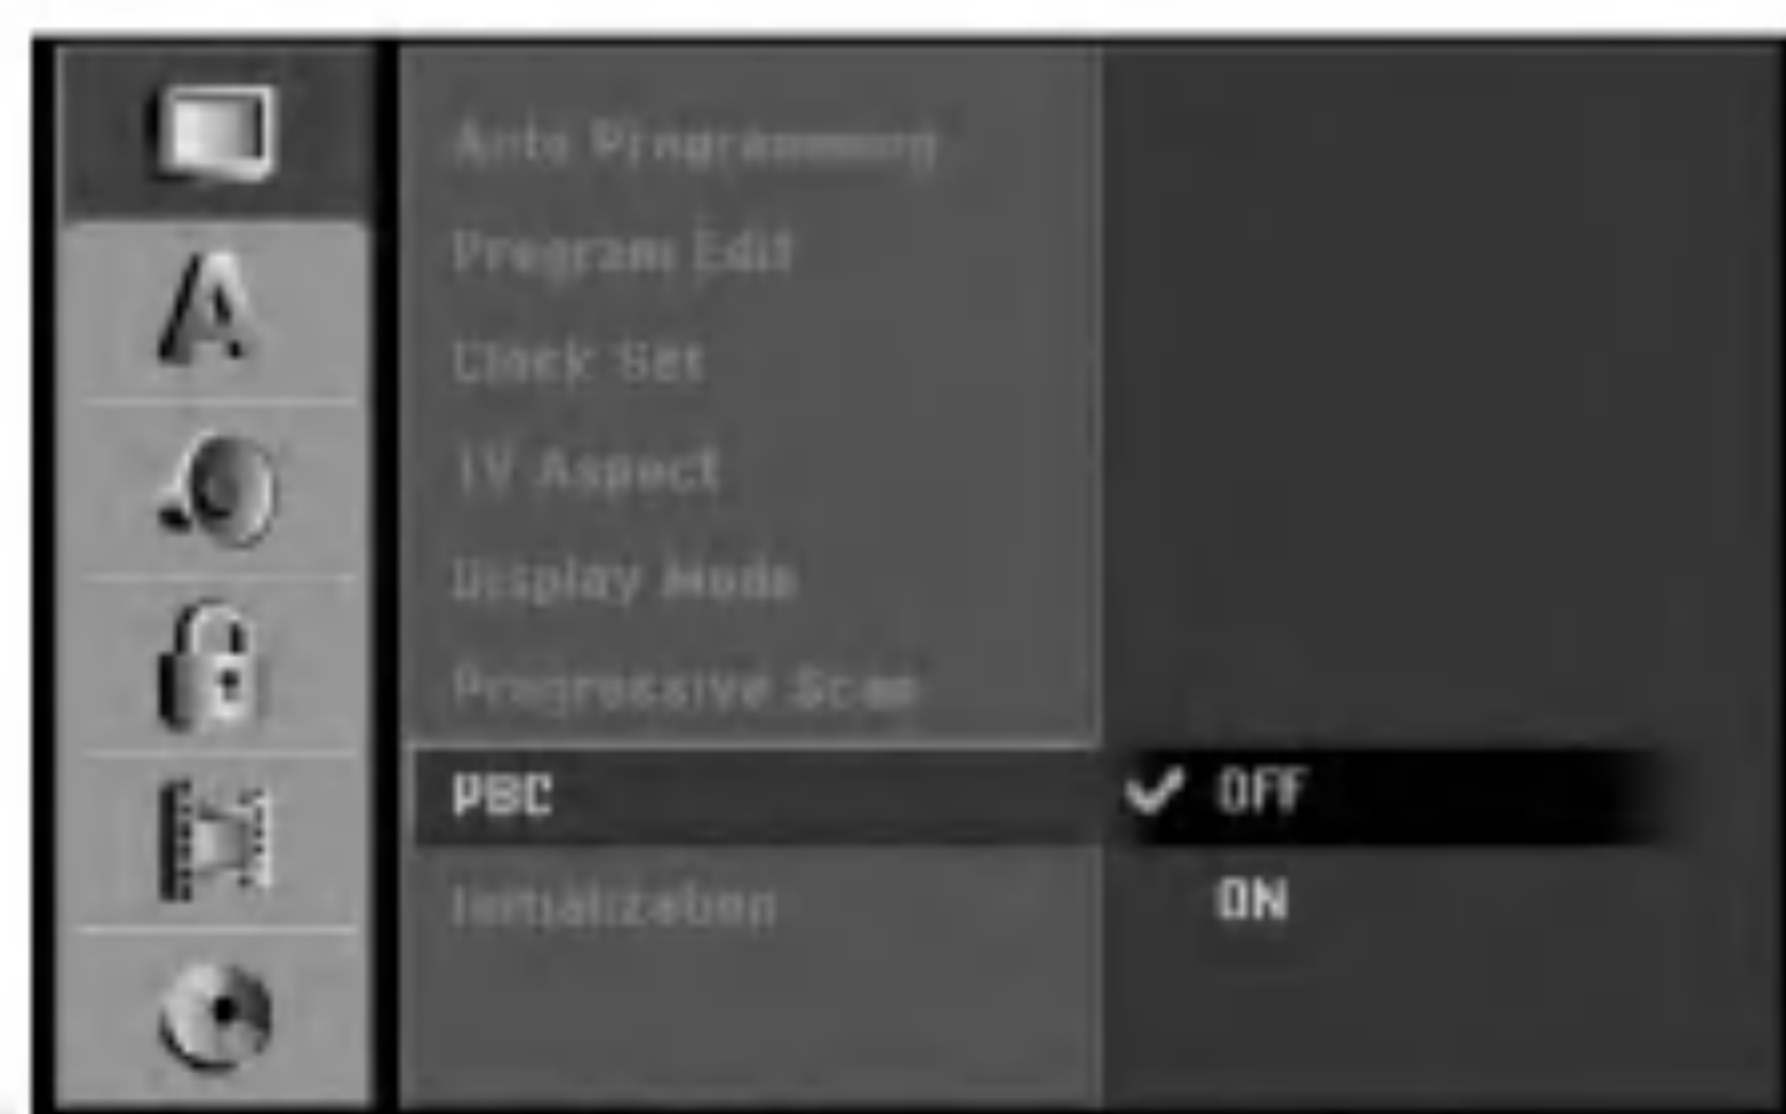 Auto Programming
Program Edit
Clock Set
TV Aspect
Display Mode
Progressive Scan
PBC
OFF
ON
Initialization